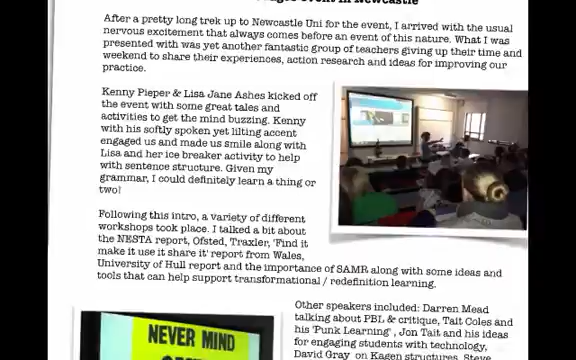 event in Newcastle
After a pretty long trek up to Newcastle Uni for the event, I arrived with the usual
nervous excitement that always comes before an event of this nature. What I was
presented with was yet another fantastic group of teachers giving up their time and
weekend to share their experiences, action research and ideas for improving our
practice.
Kenny Pieper & Lisa Jane Ashes kicked off
the event with some great tales and
activities to get the mind buzzing. Kenny
with his softly spoken yet lilting accent
engaged us and made us smile along with
Lisa and her ice breaker activity to help
with sentence structure. Given my
grammar, I could definitely learn a thing or
two!
Following this intro, a variety of different
workshops took place. I talked a bit about
the NESTA report, Ofsted, Traxler, 'Find it
make it use it share it' report from Wales,
University of Hull report and the importance of SAMR along with some ideas and
tools that can help support transformational / redefinition learning.
Other speakers included: Darren Mead
talking about PBL & critique, Tait Coles and
his 'Punk Learning', Jon Tait and his ideas
for engaging students with technology,
David Gray on Kagen structures, Steve
NEVER MIND